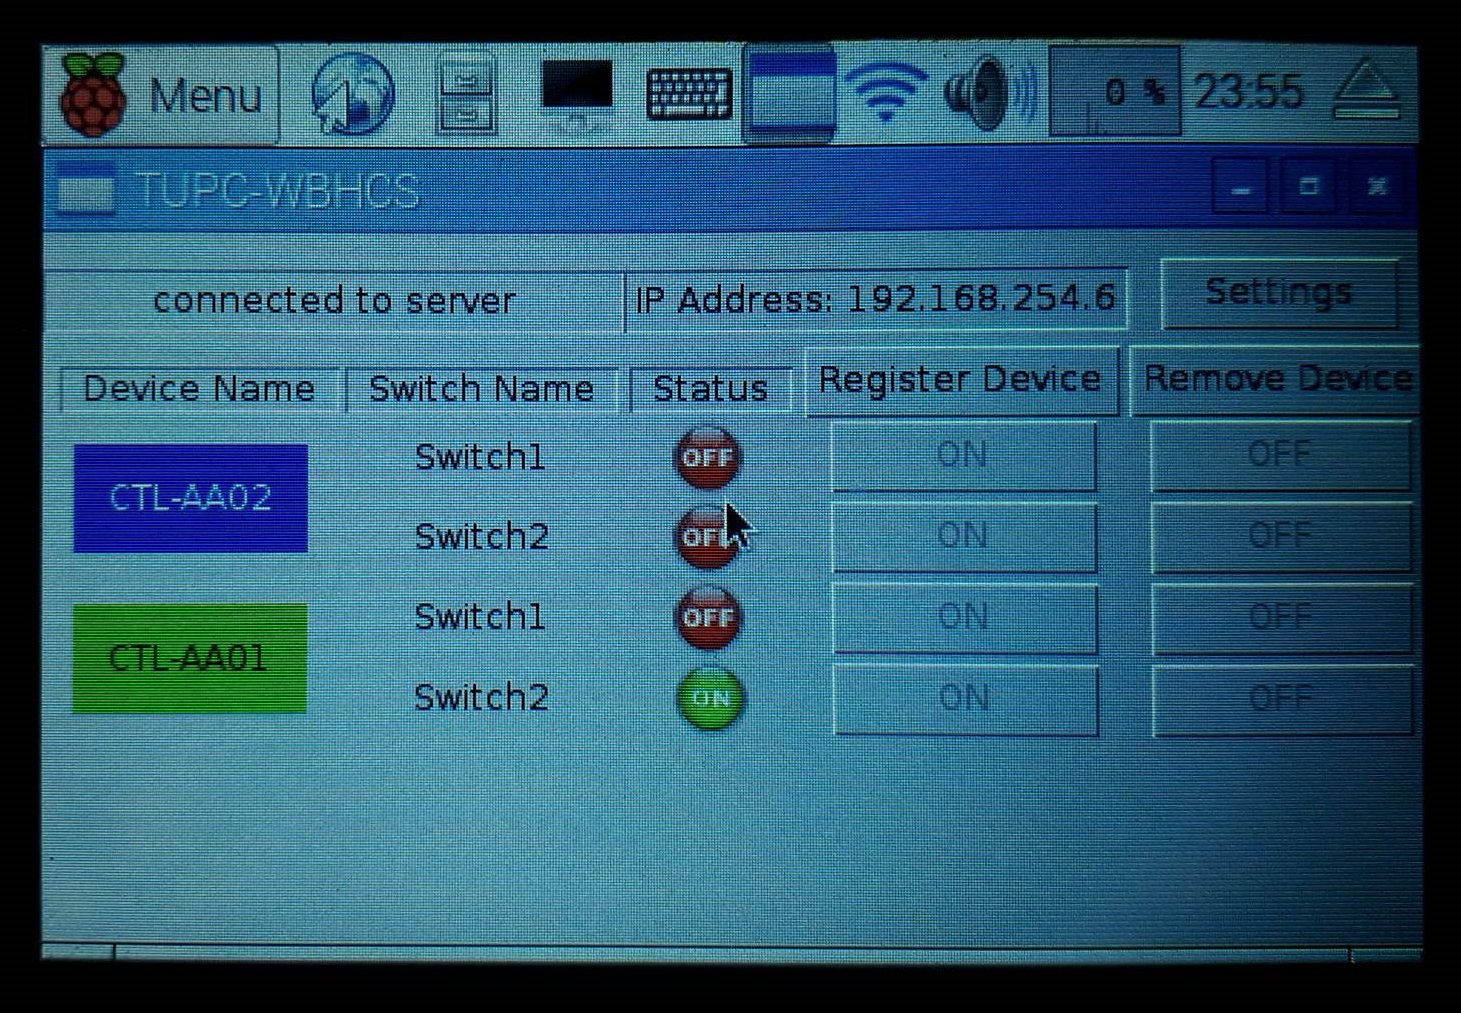 Menu 0 % 23:55
TUPC-WBHCS
connected to server IP Address: 192.168.254.6 Settings
Device Name Switch Name Status Register Device Remove Device
CTL-AA02 Switch1 OFF ON OFF
Switch2 OFF ON OFF
CTL-AA01 Switch1 OFF ON OFF
Switch2 ON ON OFF